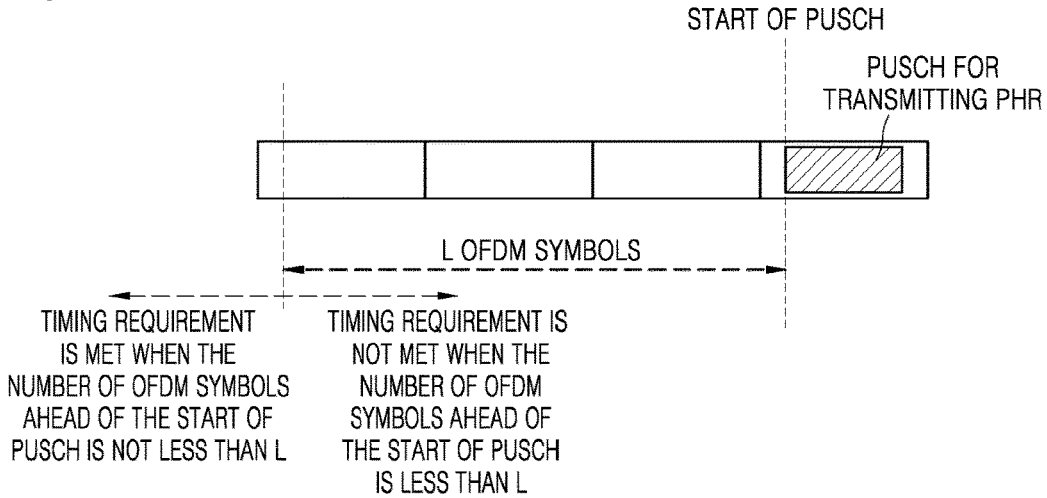 START OF PUSCH
PUSCH FOR
TRANSMITTING PHR
L OFDM SYMBOLS
TIMING REQUIREMENT
IS MET WHEN THE
NUMBER OF OFDM SYMBOLS
AHEAD OF THE START OF
PUSCH IS NOT LESS THAN L
TIMING REQUIREMENT IS
NOT MET WHEN THE
NUMBER OF OFDM
SYMBOLS AHEAD OF
THE START OF PUSCH
IS LESS THAN L